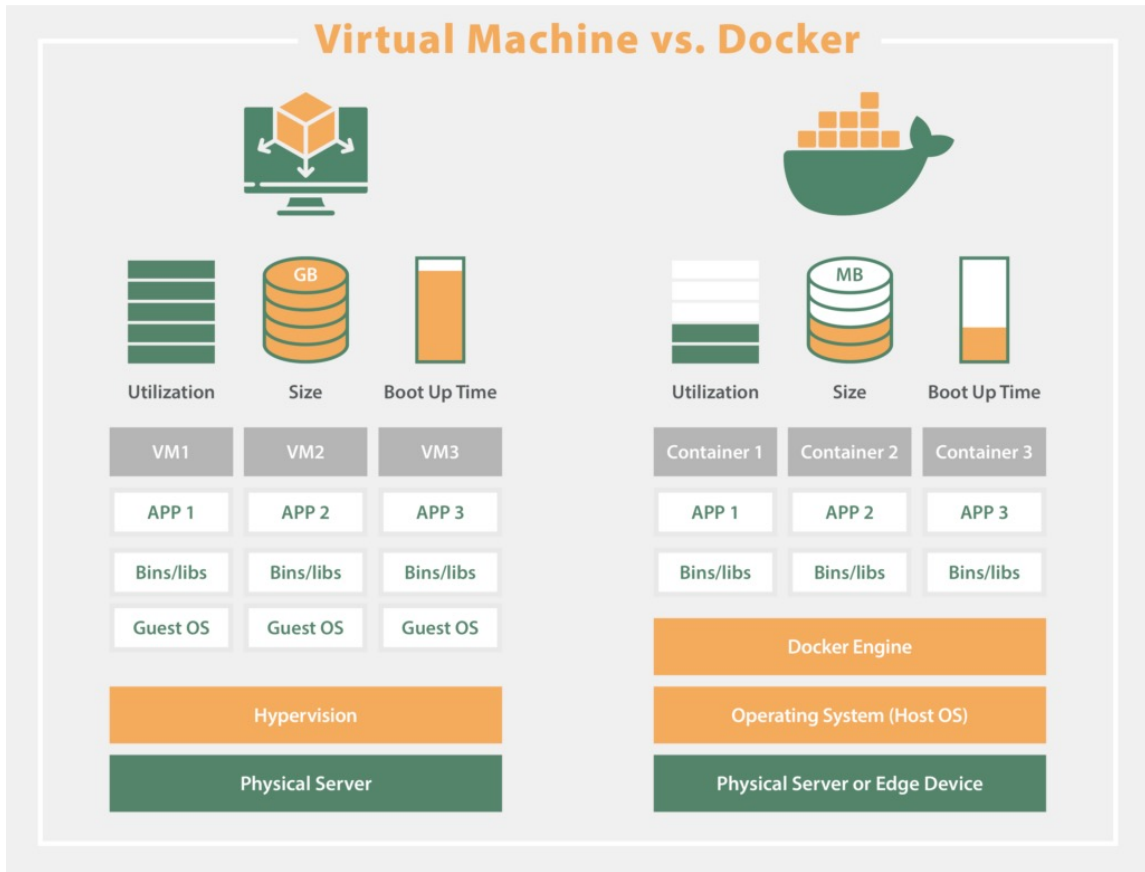 Virtual Machine vs. Docker
GB
Utilization
Size
Boot Up Time
VM1
VM2
VM3
APP 1
APP 2
APP 3
Bins/libs
Bins/libs
Bins/libs
Guest OS
Guest OS
Guest OS
Hypervision
Physical Server
MB
Utilization
Size
Boot Up Time
Container 1
Container 2
Container 3
APP 1
APP 2
APP 3
Bins/libs
Bins/libs
Bins/libs
Docker Engine
Operating System (Host OS)
Physical Server or Edge Device